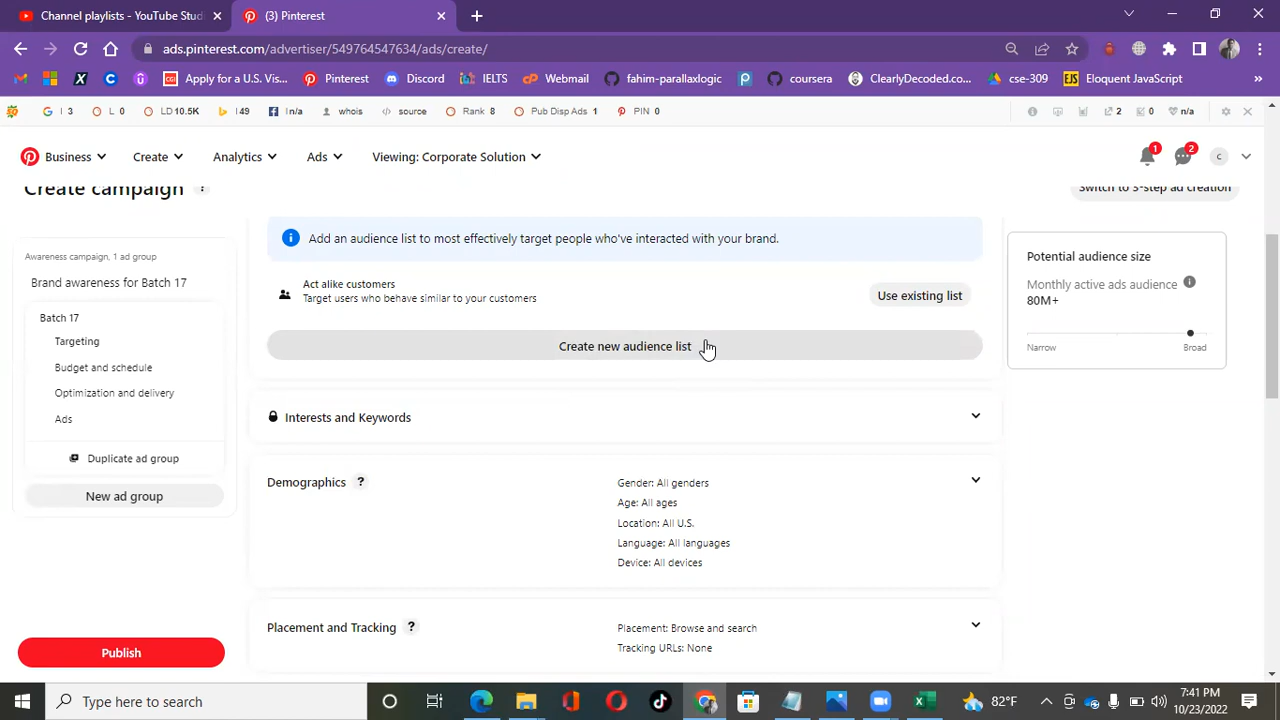 Channel playlists - YouTube Studi
(3) Pinterest
ads.pinterest.com/advertiser/549764547634/ads/create/
Apply for a U.S. Vis...
Pinterest
Discord
IELTS
Webmail
fahim-parallaxlogic
coursera
ClearlyDecoded.co...
cse-309
EJS
Eloquent JavaScript
»
I 3
L 0
LD 10.5K
I 49
I n/a
whois
source
Rank 8
Pub Disp Ads 1
PIN 0
2
0
n/a
Business
Create
Analytics
Ads
Viewing: Corporate Solution
1
2
c
Create campaign
Switch to 3-step ad creation
Awareness campaign, 1 ad group
Brand awareness for Batch 17
Batch 17
Targeting
Budget and schedule
Optimization and delivery
Ads
Duplicate ad group
New ad group
Publish
Add an audience list to most effectively target people who've interacted with your brand.
Act alike customers
Target users who behave similar to your customers
Use existing list
Create new audience list
Interests and Keywords
Demographics ?
Gender: All genders
Age: All ages
Location: All U.S.
Language: All languages
Device: All devices
Placement and Tracking ?
Placement: Browse and search
Tracking URLs: None
Potential audience size
Monthly active ads audience
80M+
Narrow
Broad
Type here to search
82°F
7:41 PM
10/23/2022